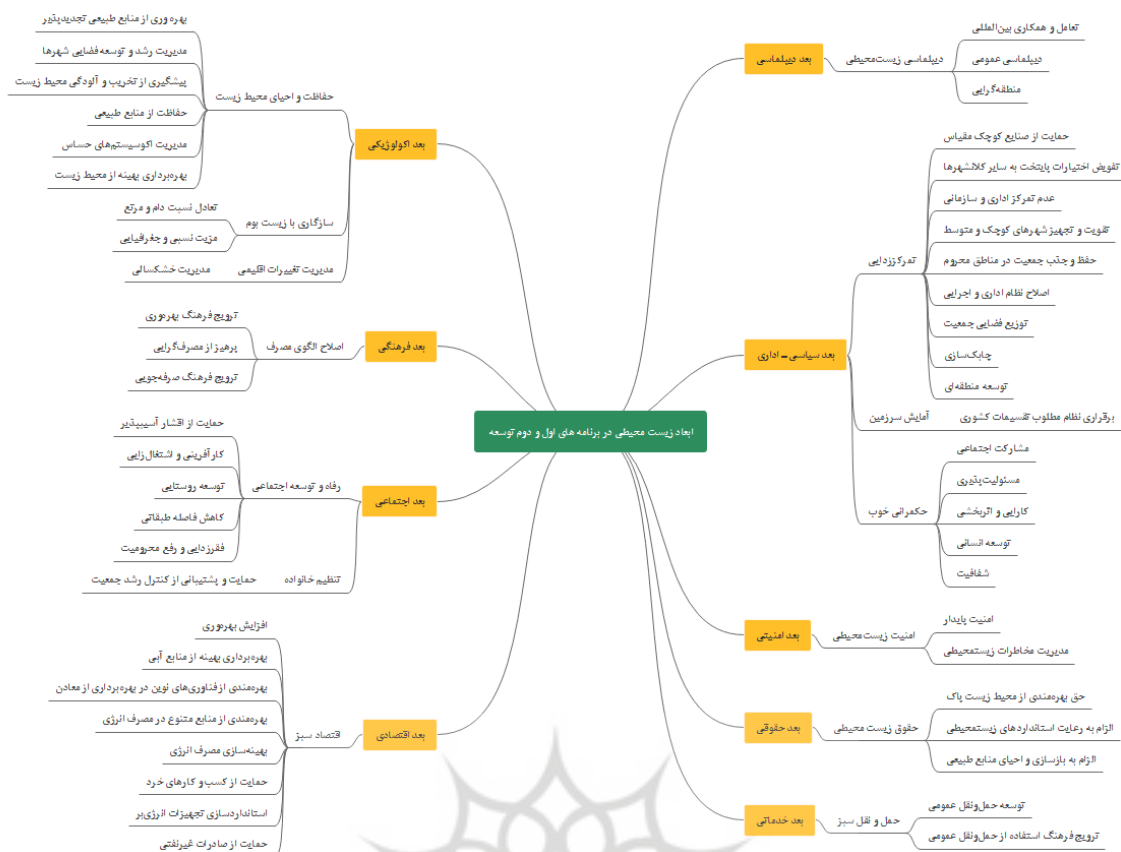 ابعاد زیست محیطی در برنامه های اول و دوم توسعه
بعد دیپلماسی
دیپلماسی زیست‌محیطی
تعامل و همکاری بین‌المللی
دیپلماسی عمومی
منطقه‌گرایی
بعد سیاسی - اداری
تمرکززدایی
حمایت از صنایع کوچک مقیاس
تفویض اختیارات پایتخت به سایر کلانشهرها
عدم تمرکز اداری و سازمانی
تقویت و تجهیز شهرهای کوچک و متوسط
حفظ و جذب جمعیت در مناطق محروم
اصلاح نظام اداری و اجرایی
توزیع فضایی جمعیت
چابک‌سازی
توسعه منطقه‌ای
آمایش سرزمین
برقراری نظام مطلوب تقسیمات کشوری
حکمرانی خوب
مشارکت اجتماعی
مسئولیت‌پذیری
کارایی و اثربخشی
توسعه انسانی
شفافیت
بعد امنیتی
امنیت زیست‌محیطی
امنیت پایدار
مدیریت مخاطرات زیستمحیطی
بعد حقوقی
حقوق زیست محیطی
حق بهره‌مندی از محیط زیست پاک
الزام به رعایت استانداردهای زیستمحیطی
الزام به بازسازی و احیای منابع طبیعی
بعد خدماتی
حمل و نقل سبز
توسعه حمل‌ونقل عمومی
ترویج فرهنگ استفاده از حمل‌ونقل عمومی
بعد اکولوژیکی
حفاظت و احیای محیط زیست
بهره وری از منابع طبیعی تجدیدپذیر
مدیریت رشد و توسعه فضایی شهرها
پیشگیری از تخریب و آلودگی محیط زیست
حفاظت از منابع طبیعی
مدیریت اکوسیستم‌های حساس
بهره‌برداری بهینه از محیط زیست
سازگاری با زیست بوم
تعادل نسبت دام و مرتع
مزیت نسبی و جغرافیایی
مدیریت تغییرات اقلیمی
مدیریت خشکسالی
بعد فرهنگی
اصلاح الگوی مصرف
ترویج فرهنگ بهره‌وری
پرهیز از مصرف‌گرایی
ترویج فرهنگ صرفه‌جویی
بعد اجتماعی
رفاه و توسعه اجتماعی
حمایت از اقشار آسیبپذیر
کارآفرینی و اشتغال‌زایی
توسعه روستایی
کاهش فاصله طبقاتی
فقرزدایی و رفع محرومیت
تنظیم خانواده
حمایت و پشتیبانی از کنترل رشد جمعیت
بعد اقتصادی
اقتصاد سبز
افزایش بهره‌وری
بهره‌برداری بهینه از منابع آبی
بهره‌مندی از فناوری‌های نوین در بهره‌برداری از معادن
بهره‌مندی از منابع متنوع در مصرف انرژی
بهینه‌سازی مصرف انرژی
حمایت از کسب و کارهای خرد
استانداردسازی تجهیزات انرژی‌بر
حمایت از صادرات غیرنفتی